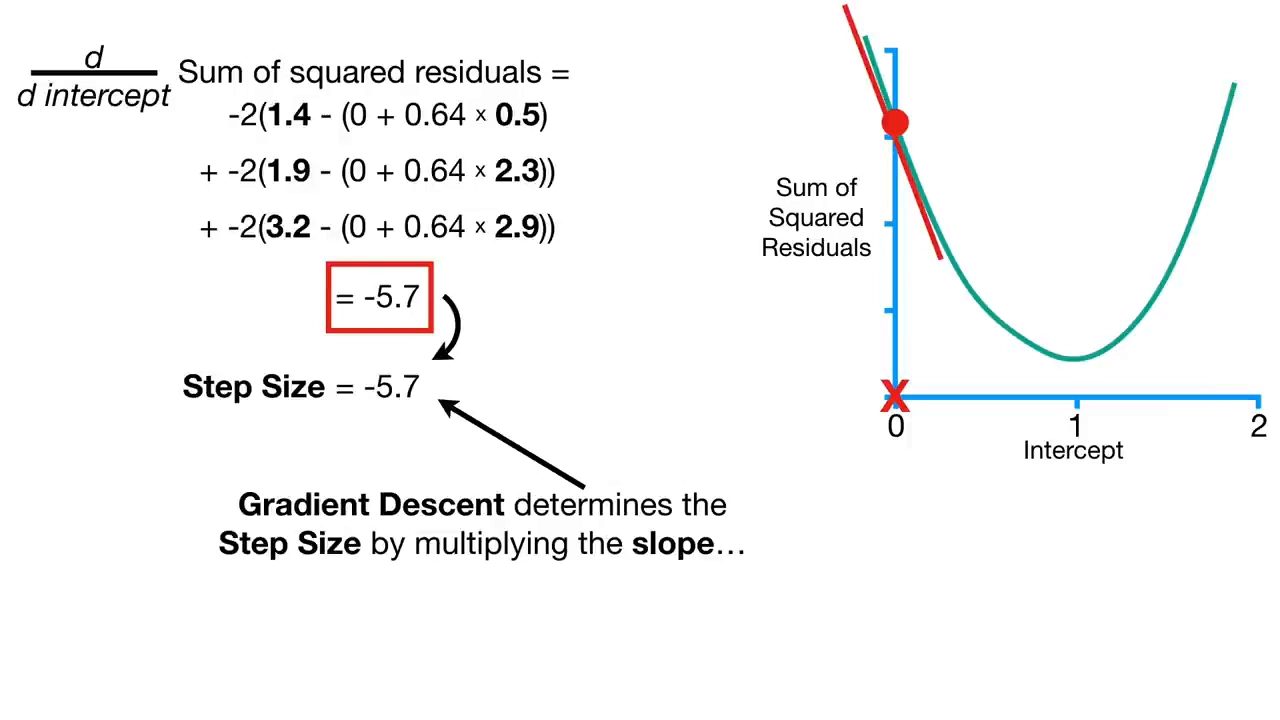 d
d intercept
Sum of squared residuals =
-2(1.4 - (0 + 0.64 × 0.5)
+ -2(1.9 - (0 + 0.64 × 2.3))
+ -2(3.2 - (0 + 0.64 × 2.9))
= -5.7
Step Size = -5.7
Gradient Descent determines the
Step Size by multiplying the slope…
Sum of
Squared
Residuals
X
0
1
2
Intercept